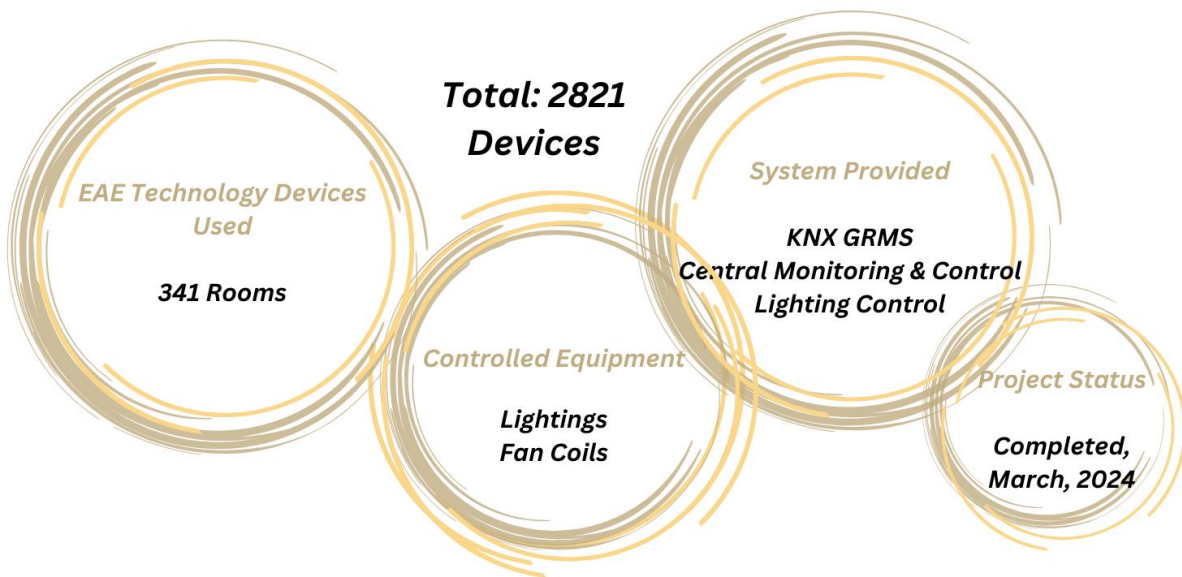 Total: 2821
Devices
EAE Technology Devices
Used
341 Rooms
Controlled Equipment
Lightings
Fan Coils
System Provided
KNX GRMS
Central Monitoring & Control
Lighting Control
Project Status
Completed,
March, 2024